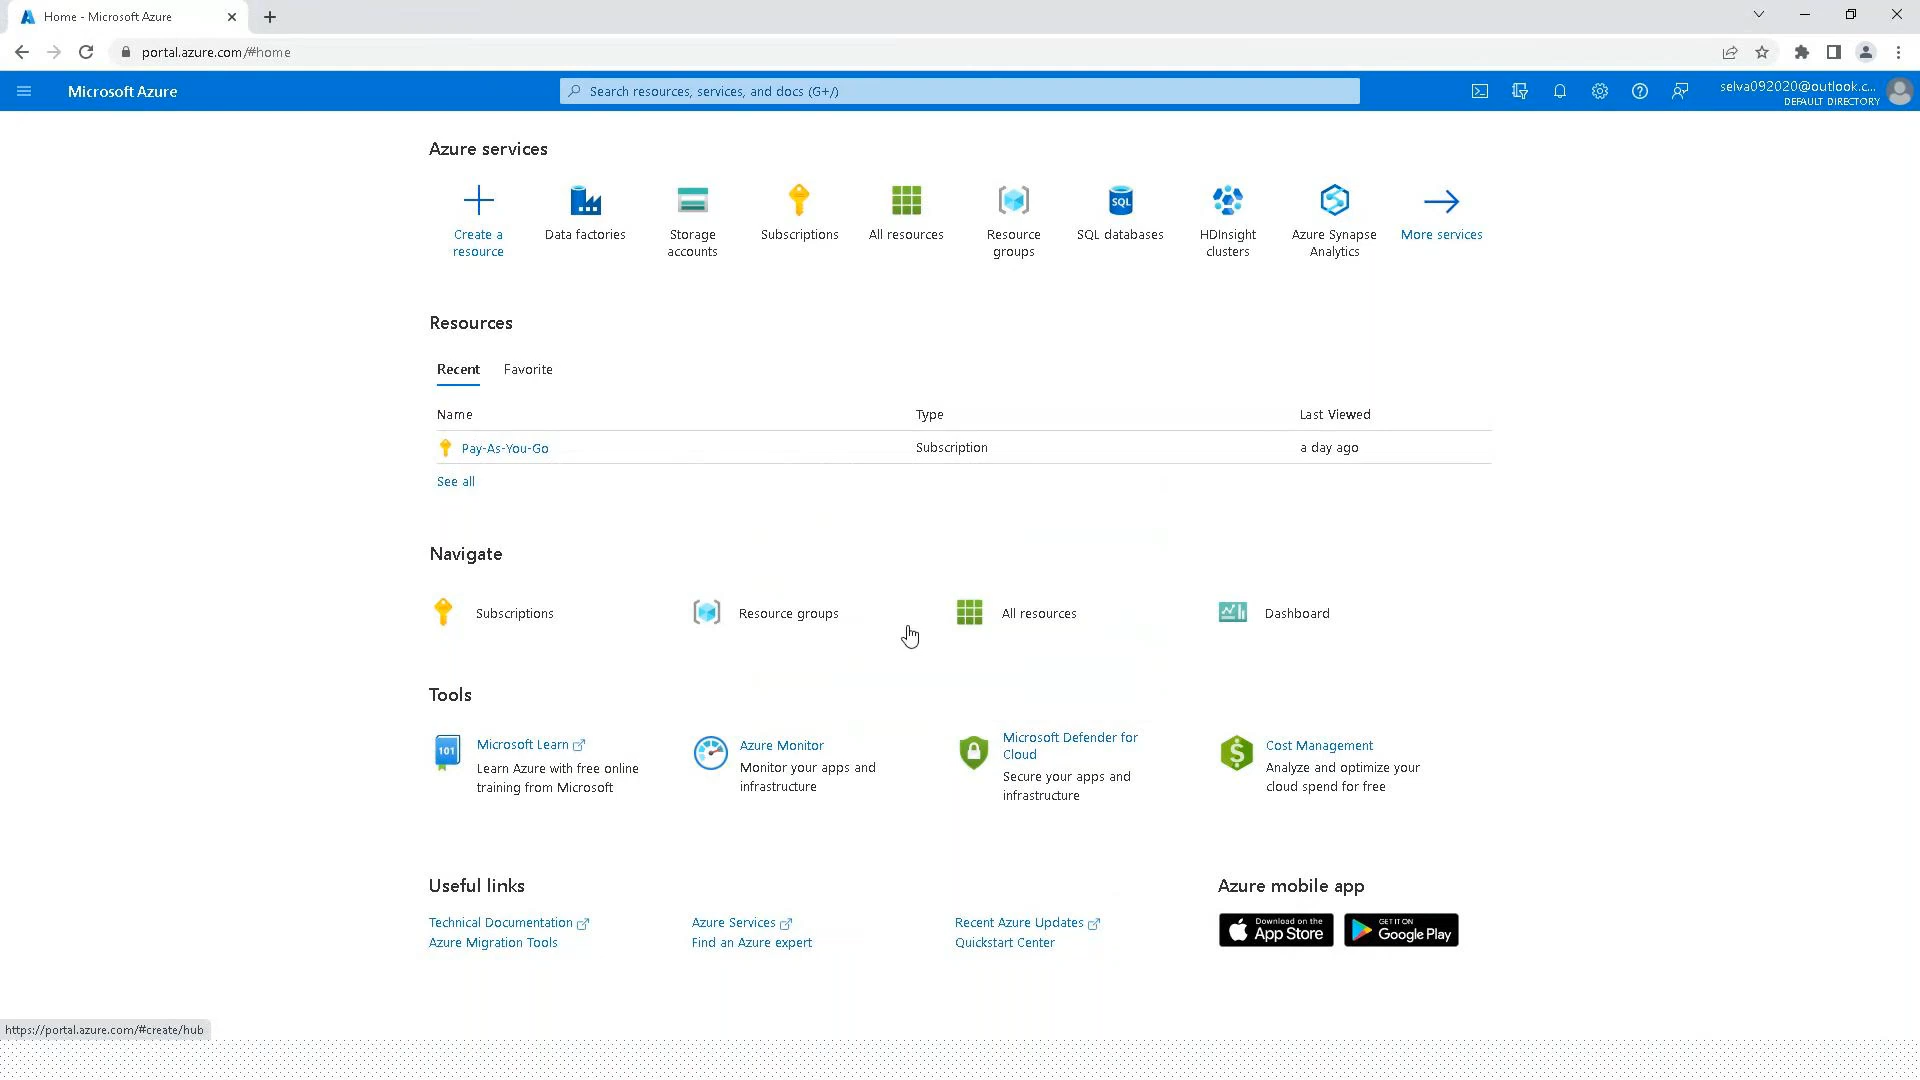 Home - Microsoft Azure
portal.azure.com/#home
Microsoft Azure
Search resources, services, and docs (G+/)
selva092020@outlook.c...
DEFAULT DIRECTORY
Azure services
Create a
resource
Data factories
Storage
accounts
Subscriptions
All resources
Resource
groups
SQL
SQL databases
HDInsight
clusters
Azure Synapse
Analytics
More services
Resources
Recent
Favorite
Name
Type
Last Viewed
Pay-As-You-Go
Subscription
a day ago
See all
Navigate
Subscriptions
Resource groups
All resources
Dashboard
Tools
101
Microsoft Learn
Learn Azure with free online
training from Microsoft
Azure Monitor
Monitor your apps and
infrastructure
Microsoft Defender for
Cloud
Secure your apps and
infrastructure
$
Cost Management
Analyze and optimize your
cloud spend for free
Useful links
Technical Documentation
Azure Migration Tools
Azure Services
Find an Azure expert
Recent Azure Updates
Quickstart Center
Azure mobile app
Download on the
App Store
GET IT ON
Google Play
https://portal.azure.com/#create/hub